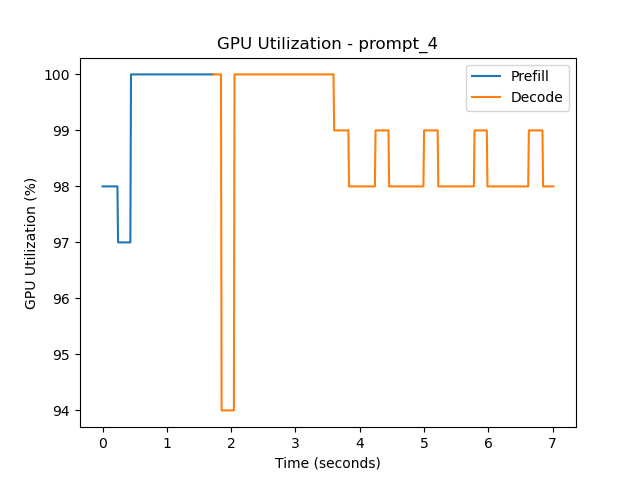 GPU Utilization - prompt_4
Prefill
Decode
GPU Utilization (%)
100
99
98
97
96
95
94
0 1 2 3 4 5 6 7
Time (seconds)